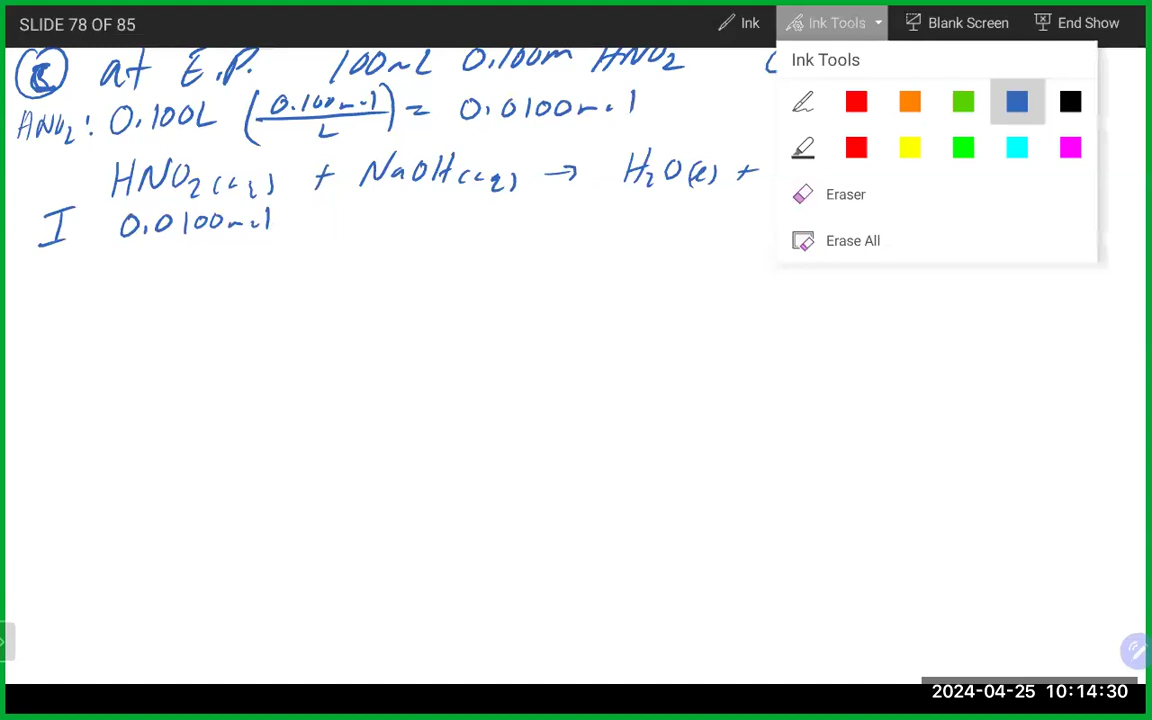 SLIDE 78 OF 85 Ink Ink Tools Blank Screen End Show
Ink Tools
Eraser
Erase All
at E.P. 100mL 0.100m HNO2
HNO2: 0.100L (0.100mol/L) = 0.0100mol
HNO2(aq) + NaOH(aq) → H2O(l) +
I 0.0100mol
2024-04-25 10:14:30